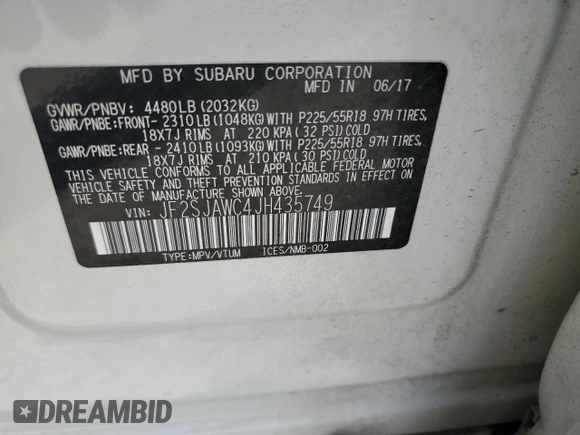 MFD BY SUBARU CORPORATION
MFD IN 06/17
GVWR/PNBV: 4480LB (2032KG)
GAWR/PNBE:FRONT- 2310LB (1048KG)WITH P225/55R18 97H TIRES,
18X7J RIMS AT 220 KPA (32 PSI)COLD
GAWR/PNBE:REAR - 2410LB (1093KG)WITH P225/55R18 97H TIRES,
18X7J RIMS AT 210 KPA (30 PSI)COLD
THIS VEHICLE CONFORMS TO ALL APPLICABLE FEDERAL MOTOR
VEHICLE SAFETY AND THEFT PREVENTION STANDARDS IN EFFECT ON
THE DATE OF MANUFACTURE SHOWN ABOVE.
VIN: JF2SJAWC4JH435749
TYPE:MPV/VTUM ICES/NMB-002
DREAMBID